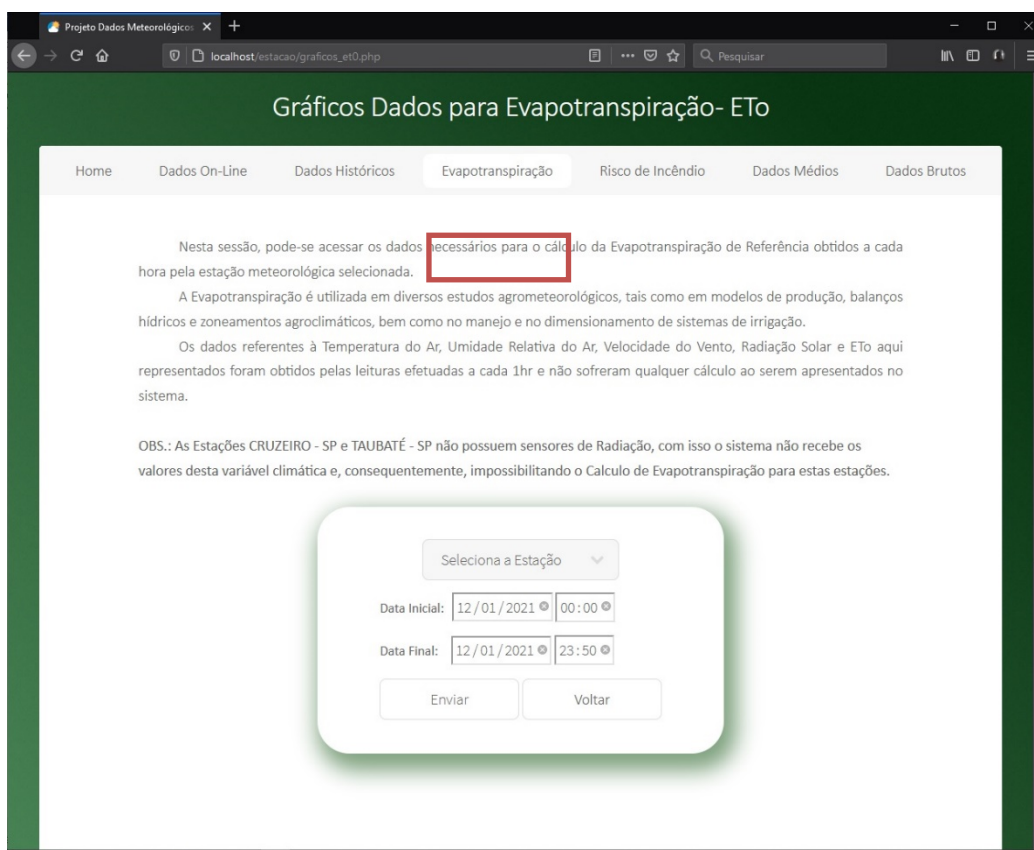 Projeto Dados Meteorológicos
localhost/estacao/graficos_et0.php
Pesquisar
Gráficos Dados para Evapotranspiração- ETo
Home Dados On-Line Dados Históricos Evapotranspiração Risco de Incêndio Dados Médios Dados Brutos
Nesta sessão, pode-se acessar os dados necessários para o cálculo da Evapotranspiração de Referência obtidos a cada
hora pela estação meteorológica selecionada.
A Evapotranspiração é utilizada em diversos estudos agrometeorológicos, tais como em modelos de produção, balanços
hídricos e zoneamentos agroclimáticos, bem como no manejo e no dimensionamento de sistemas de irrigação.
Os dados referentes à Temperatura do Ar, Umidade Relativa do Ar, Velocidade do Vento, Radiação Solar e ETo aqui
representados foram obtidos pelas leituras efetuadas a cada 1hr e não sofreram qualquer cálculo ao serem apresentados no
sistema.
OBS.: As Estações CRUZEIRO - SP e TAUBATÉ - SP não possuem sensores de Radiação, com isso o sistema não recebe os
valores desta variável climática e, consequentemente, impossibilitando o Calculo de Evapotranspiração para estas estações.
Seleciona a Estação
Data Inicial: 12/01/2021 00:00
Data Final: 12/01/2021 23:50
Enviar Voltar